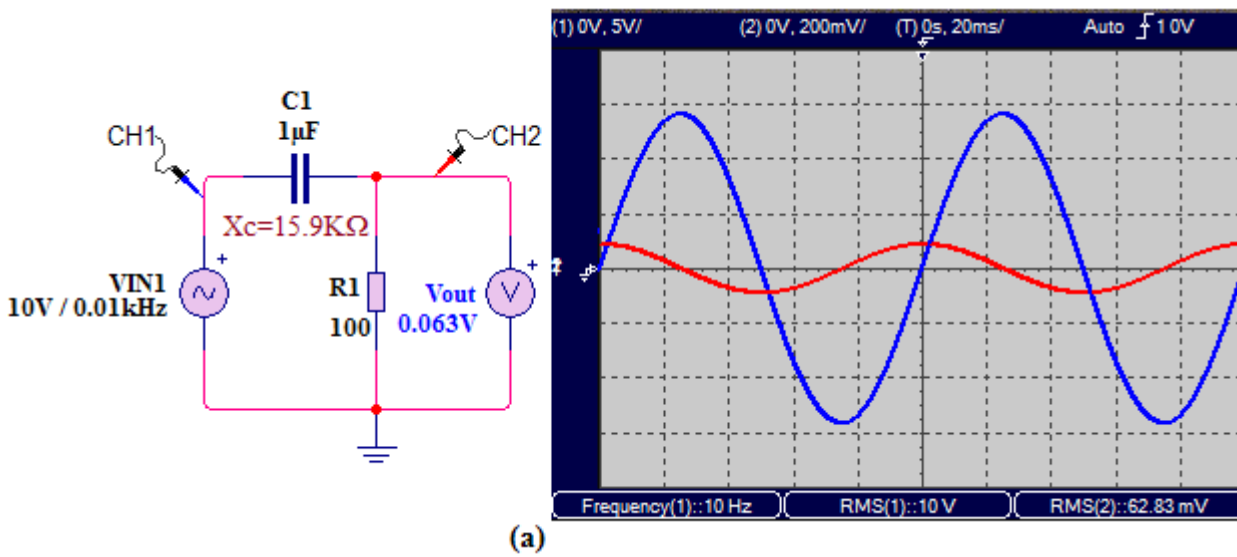 (1) 0V, 5V/ (2) 0V, 200mV/ (T) 0s, 20ms/ Auto 1 0V
C1
1µF
CH1
CH2
Xc=15.9KΩ
+
+
VIN1
10V / 0.01kHz
R1
100
Vout
0.063V
V
Frequency(1)::10 Hz RMS(1)::10 V RMS(2)::62.83 mV
(a)